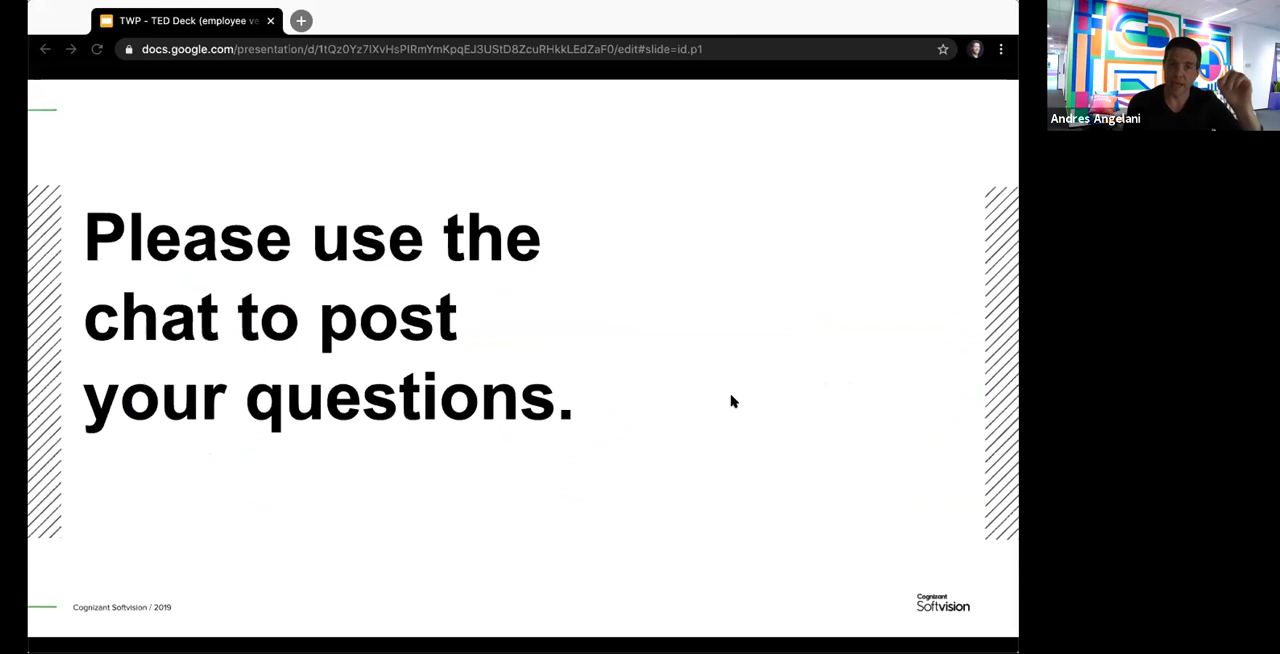 TWP - TED Deck (employee ve
docs.google.com/presentation/d/1tQz0Yz7lXvHsPlRmYmKpqEJ3UStD8ZcuRHkkLEdZaF0/edit#slide=id.p1
Andres Angelani
Please use the
chat to post
your questions.
Cognizant Softvision / 2019
Cognizant
Softvision